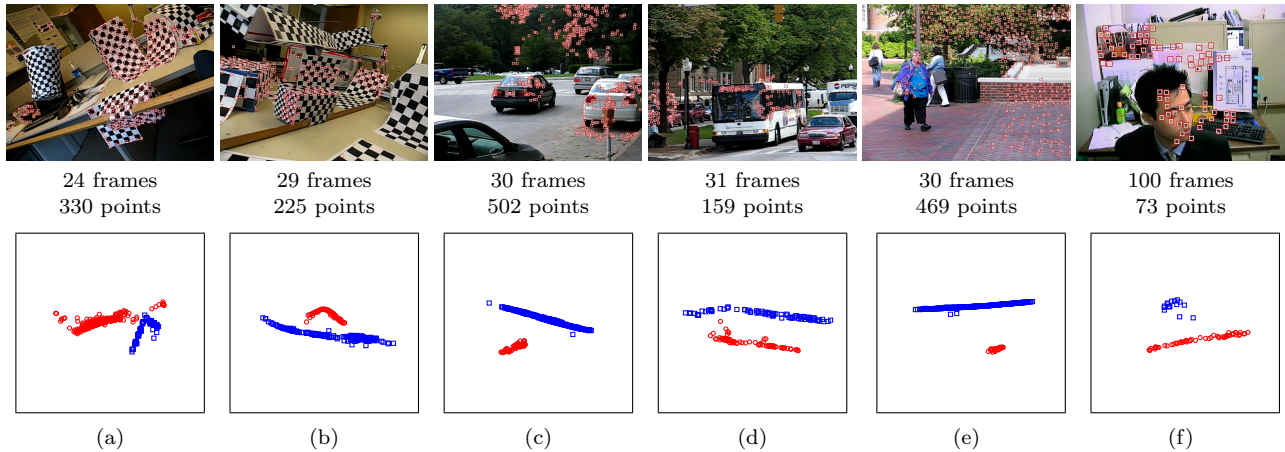 24 frames 29 frames 30 frames 31 frames 30 frames 100 frames
330 points 225 points 502 points 159 points 469 points 73 points
(a) (b) (c) (d) (e) (f)